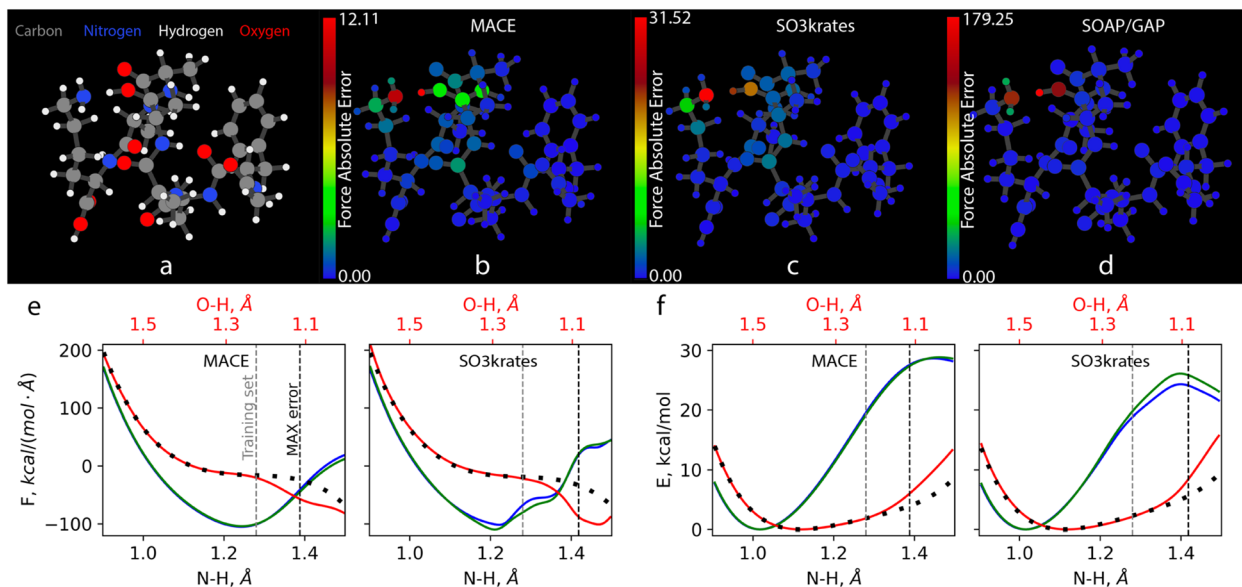 Carbon Nitrogen Hydrogen Oxygen
a
12.11
Force Absolute Error
0.00
MACE
b
31.52
Force Absolute Error
0.00
SO3krates
c
179.25
Force Absolute Error
0.00
SOAP/GAP
d
e
O-H, Å
1.5 1.3 1.1
MACE
Training set
MAX error
F, kcal/(mol · Å)
200
100
0
−100
1.0 1.2 1.4
N-H, Å
O-H, Å
1.5 1.3 1.1
SO3krates
1.0 1.2 1.4
N-H, Å
f
O-H, Å
1.5 1.3 1.1
MACE
E, kcal/mol
30
20
10
0
1.0 1.2 1.4
N-H, Å
O-H, Å
1.5 1.3 1.1
SO3krates
1.0 1.2 1.4
N-H, Å